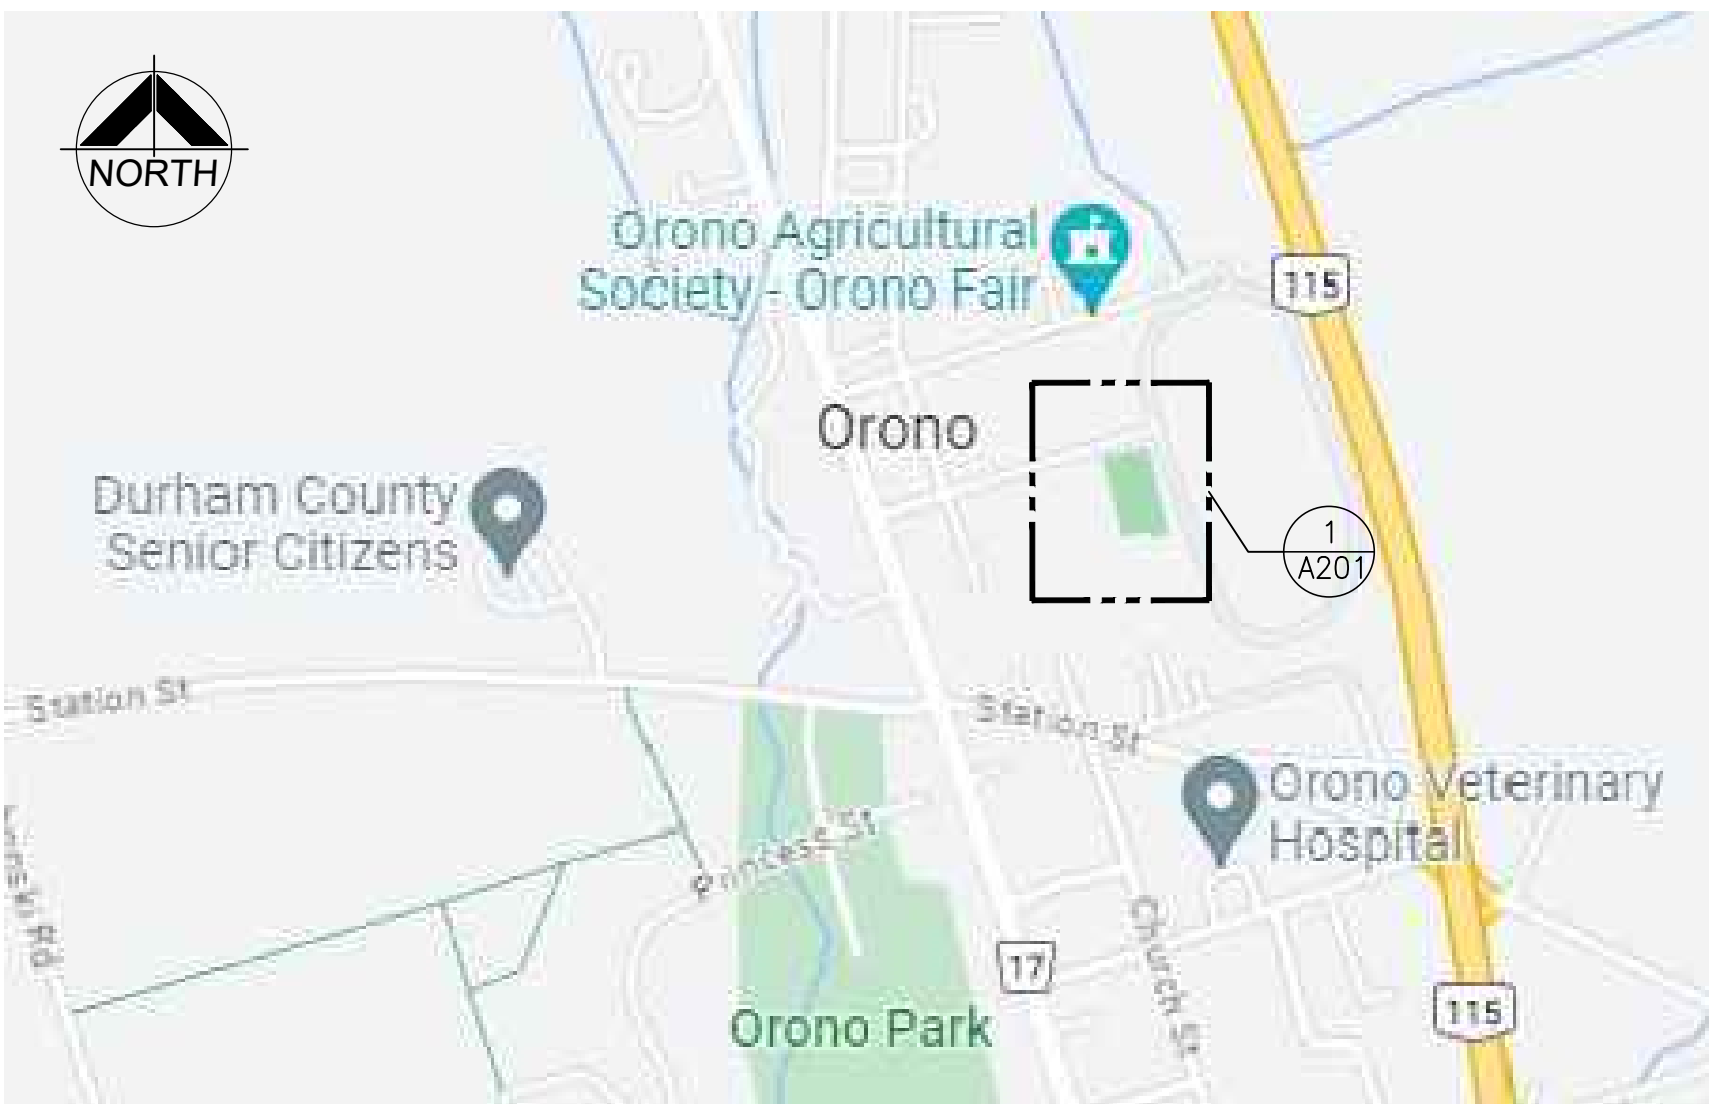 NORTH
Orono Agricultural
Society - Orono Fair
115
Orono
Durham County
Senior Citizens
1
A201
Station St
Station St
Orono Veterinary
Hospital
Princess St
Rd
Church St
17
115
Orono Park